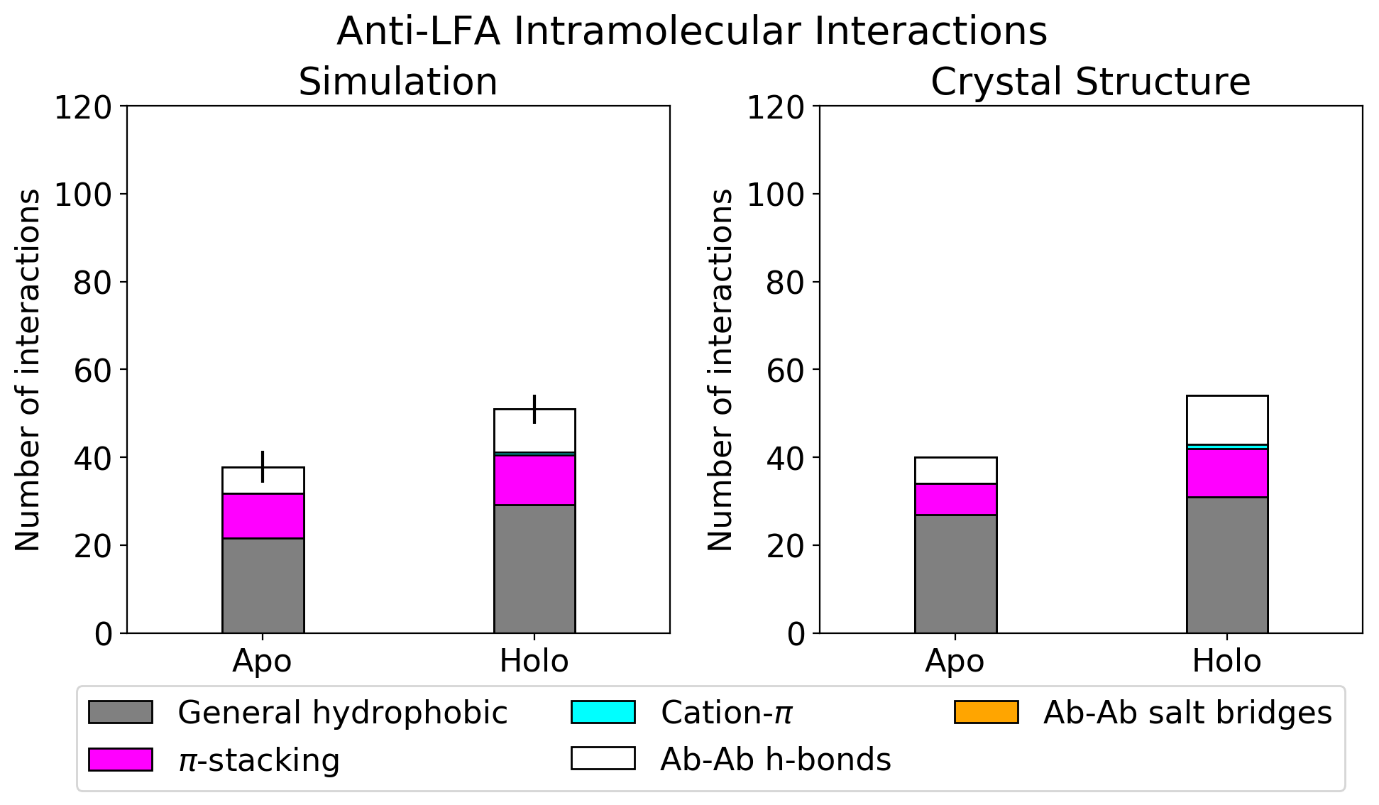 Anti-LFA Intramolecular Interactions
Simulation
Crystal Structure
120
100
80
60
40
20
0
Number of interactions
Apo
Holo
120
100
80
60
40
20
0
Number of interactions
Apo
Holo
General hydrophobic
π-stacking
Cation-π
Ab-Ab h-bonds
Ab-Ab salt bridges